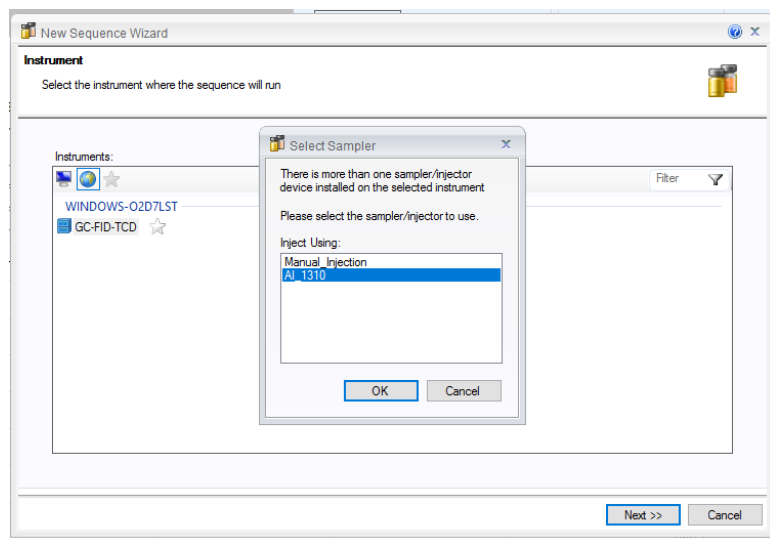 New Sequence Wizard
Instrument
Select the instrument where the sequence will run
Instruments:
Filter
WINDOWS-O2D7LST
GC-FID-TCD
Select Sampler
There is more than one sampler/injector
device installed on the selected instrument
Please select the sampler/injector to use.
Inject Using:
Manual_Injection
AI_1310
OK
Cancel
Next >>
Cancel